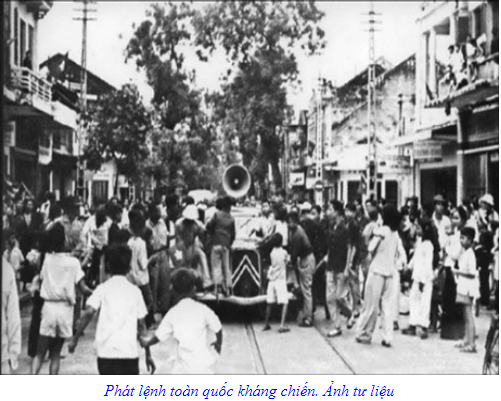 Phát lệnh toàn quốc kháng chiến. Ảnh tư liệu